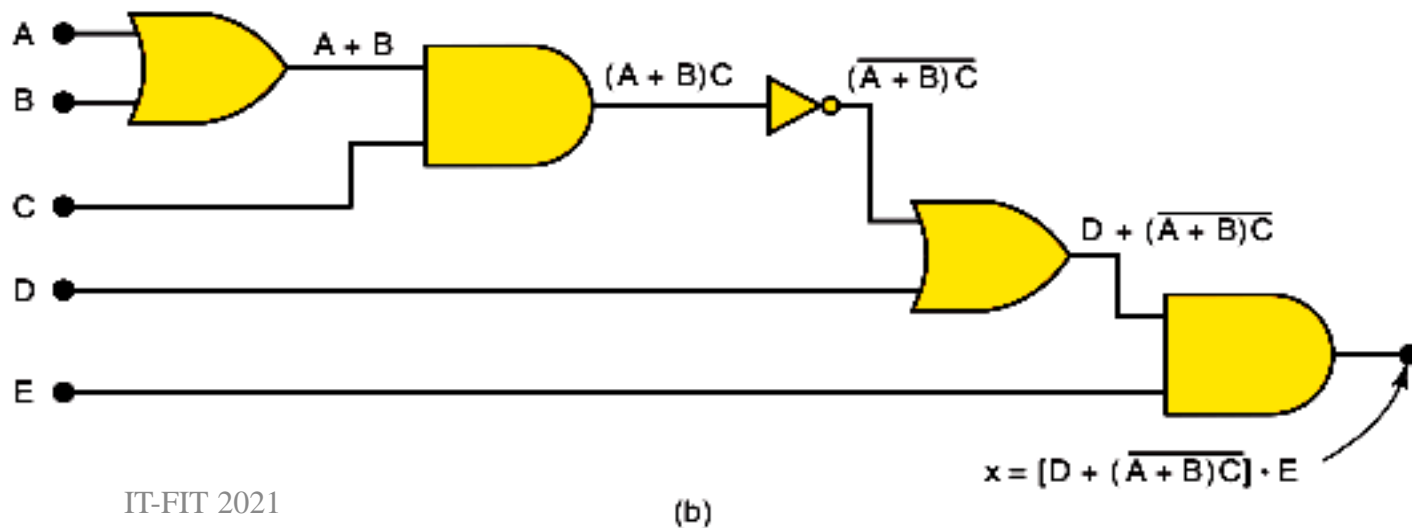 A
A + B
B
(A + B)C
(A̅ ̅+̅ ̅B̅)̅C̅
C
D + (A̅ ̅+̅ ̅B̅)̅C̅
D
E
x = [D + (A̅ ̅+̅ ̅B̅)̅C̅] · E
IT-FIT 2021
(b)